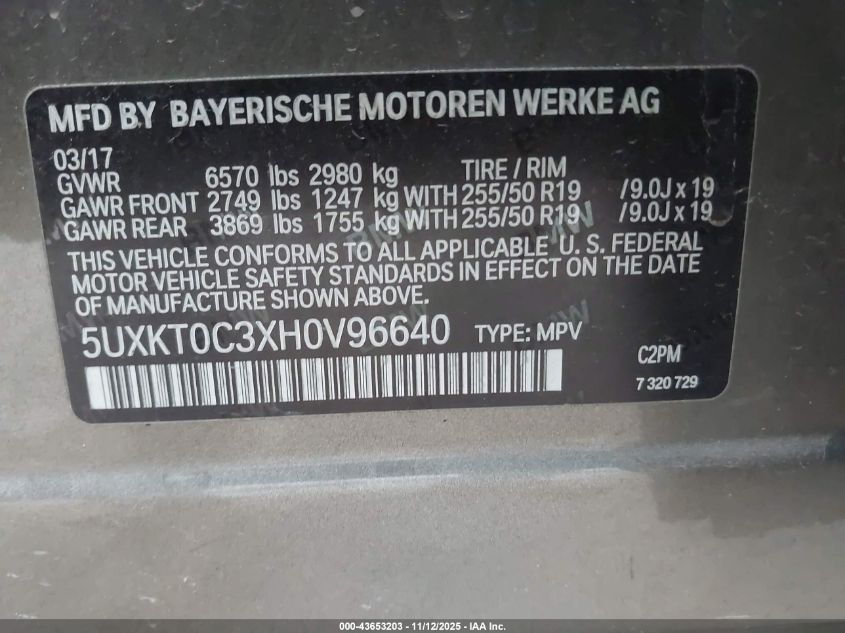 MFD BY BAYERISCHE MOTOREN WERKE AG
03/17
GVWR 6570 lbs 2980 kg TIRE / RIM
GAWR FRONT 2749 lbs 1247 kg WITH 255/50 R19 /9.0J x 19
GAWR REAR 3869 lbs 1755 kg WITH 255/50 R19 /9.0J x 19
THIS VEHICLE CONFORMS TO ALL APPLICABLE U. S. FEDERAL
MOTOR VEHICLE SAFETY STANDARDS IN EFFECT ON THE DATE
OF MANUFACTURE SHOWN ABOVE.
5UXKT0C3XH0V96640 TYPE: MPV
C2PM
7 320 729
000-43653203 - 11/12/2025 - IAA Inc.